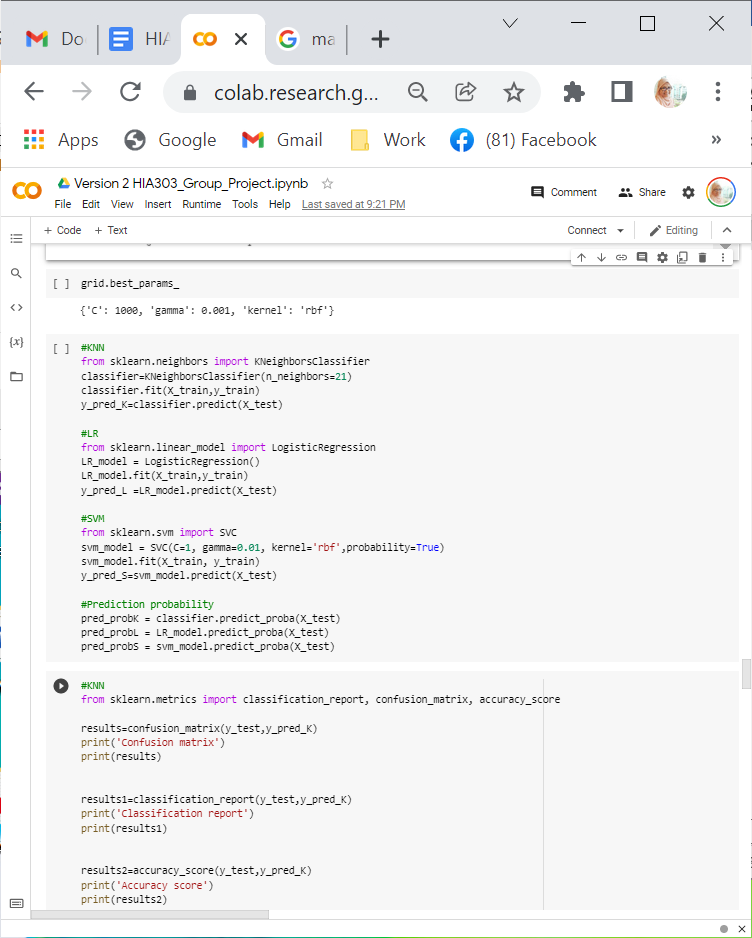 Do
HIA
ma
colab.research.g...
Apps
Google
Gmail
Work
(81) Facebook
»
Version 2 HIA303_Group_Project.ipynb
Comment
Share
File Edit View Insert Runtime Tools Help Last saved at 9:21 PM
+ Code + Text
Connect
Editing
[ ] grid.best_params_
{'C': 1000, 'gamma': 0.001, 'kernel': 'rbf'}
[ ] #KNN
from sklearn.neighbors import KNeighborsClassifier
classifier=KNeighborsClassifier(n_neighbors=21)
classifier.fit(X_train,y_train)
y_pred_K=classifier.predict(X_test)
#LR
from sklearn.linear_model import LogisticRegression
LR_model = LogisticRegression()
LR_model.fit(X_train,y_train)
y_pred_L =LR_model.predict(X_test)
#SVM
from sklearn.svm import SVC
svm_model = SVC(C=1, gamma=0.01, kernel='rbf',probability=True)
svm_model.fit(X_train, y_train)
y_pred_S=svm_model.predict(X_test)
#Prediction probability
pred_probK = classifier.predict_proba(X_test)
pred_probL = LR_model.predict_proba(X_test)
pred_probS = svm_model.predict_proba(X_test)
#KNN
from sklearn.metrics import classification_report, confusion_matrix, accuracy_score
results=confusion_matrix(y_test,y_pred_K)
print('Confusion matrix')
print(results)
results1=classification_report(y_test,y_pred_K)
print('Classification report')
print(results1)
results2=accuracy_score(y_test,y_pred_K)
print('Accuracy score')
print(results2)